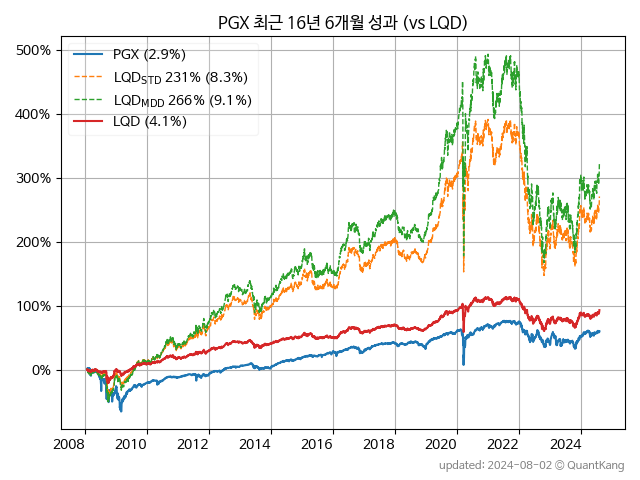 PGX 최근 16년 6개월 성과 (vs LQD)
500%
400%
300%
200%
100%
0%
PGX (2.9%)
LQD_STD 231% (8.3%)
LQD_MDD 266% (9.1%)
LQD (4.1%)
2008 2010 2012 2014 2016 2018 2020 2022 2024
updated: 2024-08-02 © QuantKang